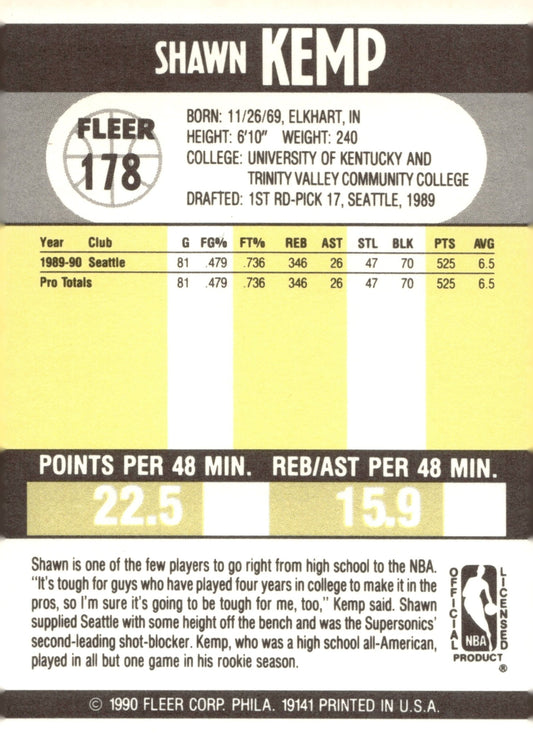 SHAWN KEMP
FLEER
178
BORN: 11/26/69, ELKHART, IN
HEIGHT: 6'10" WEIGHT: 240
COLLEGE: UNIVERSITY OF KENTUCKY AND
TRINITY VALLEY COMMUNITY COLLEGE
DRAFTED: 1ST RD-PICK 17, SEATTLE, 1989
Year Club G FG% FT% REB AST STL BLK PTS AVG
1989-90 Seattle 81 .479 .736 346 26 47 70 525 6.5
Pro Totals 81 .479 .736 346 26 47 70 525 6.5
POINTS PER 48 MIN. REB/AST PER 48 MIN.
22.5 15.9
Shawn is one of the few players to go right from high school to the NBA.
"It's tough for guys who have played four years in college to make it in the
pros, so I'm sure it's going to be tough for me, too," Kemp said. Shawn
supplied Seattle with some height off the bench and was the Supersonics'
second-leading shot-blocker. Kemp, who was a high school all-American,
played in all but one game in his rookie season.
OFFICIAL
NBA
LICENSED
PRODUCT
®
© 1990 FLEER CORP. PHILA. 19141 PRINTED IN U.S.A.